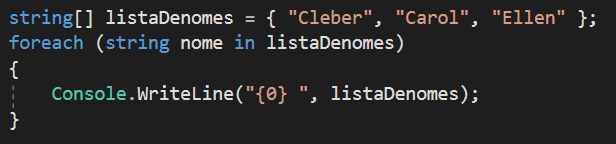 string[] listaDenomes = { "Cleber", "Carol", "Ellen" };
foreach (string nome in listaDenomes)
{
    Console.WriteLine("{0} ", listaDenomes);
}